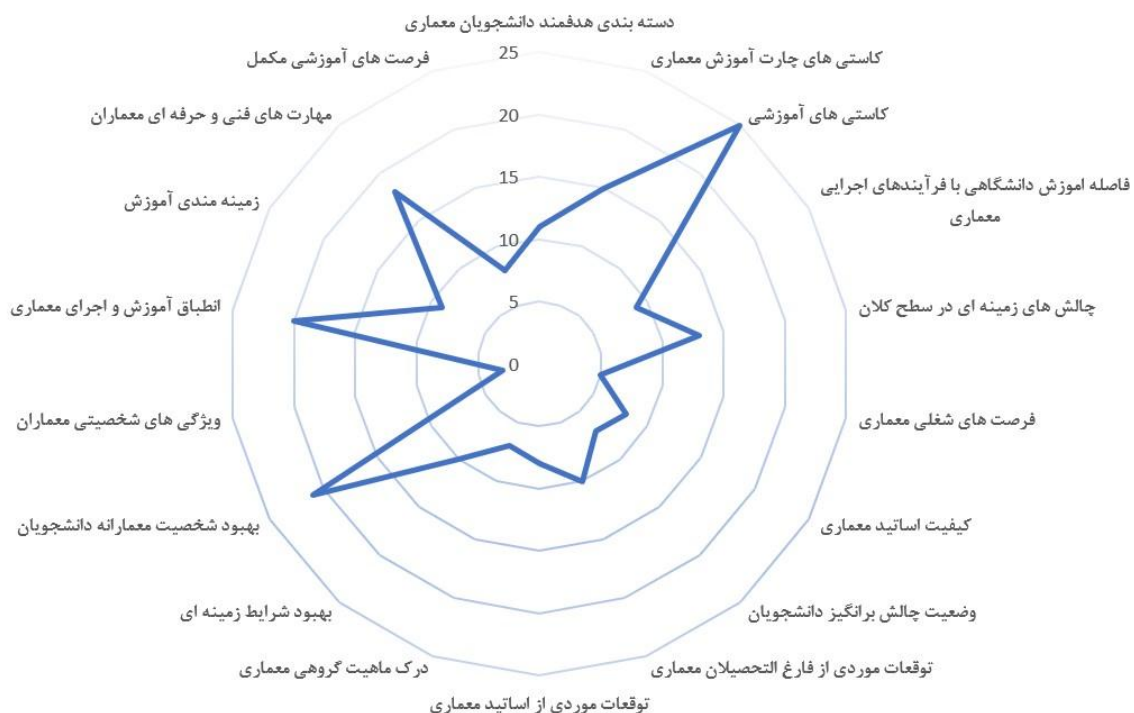 دسته بندی هدفمند دانشجویان معماری
کاستی های چارت آموزش معماری
کاستی های آموزشی
فاصله اموزش دانشگاهی با فرآیندهای اجرایی
معماری
چالش های زمینه ای در سطح کلان
فرصت های شغلی معماری
کیفیت اساتید معماری
وضعیت چالش برانگیز دانشجویان
توقعات موردی از فارغ التحصیلان معماری
توقعات موردی از اساتید معماری
درک ماهیت گروهی معماری
بهبود شرایط زمینه ای
بهبود شخصیت معمارانه دانشجویان
ویژگی های شخصیتی معماران
انطباق آموزش و اجرای معماری
زمینه مندی آموزش
مهارت های فنی و حرفه ای معماران
فرصت های آموزشی مکمل
25
20
15
10
5
0